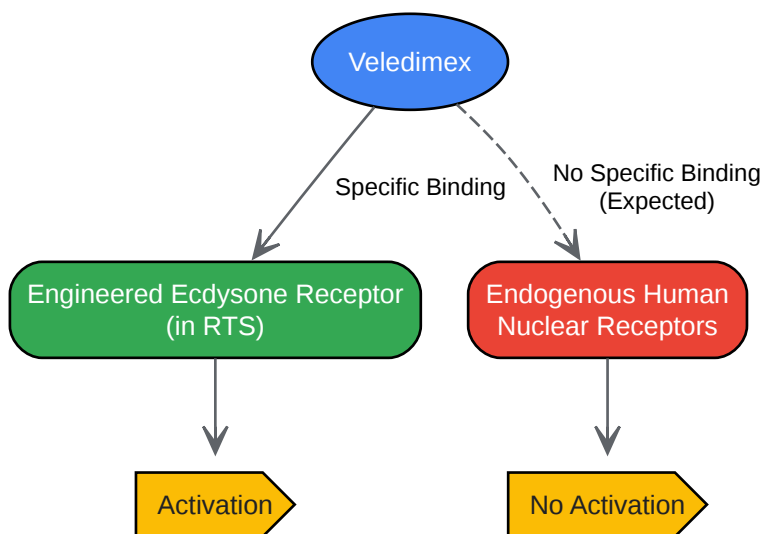 Veledimex
Specific Binding
No Specific Binding
(Expected)
Engineered Ecdysone Receptor
(in RTS)
Endogenous Human
Nuclear Receptors
Activation
No Activation